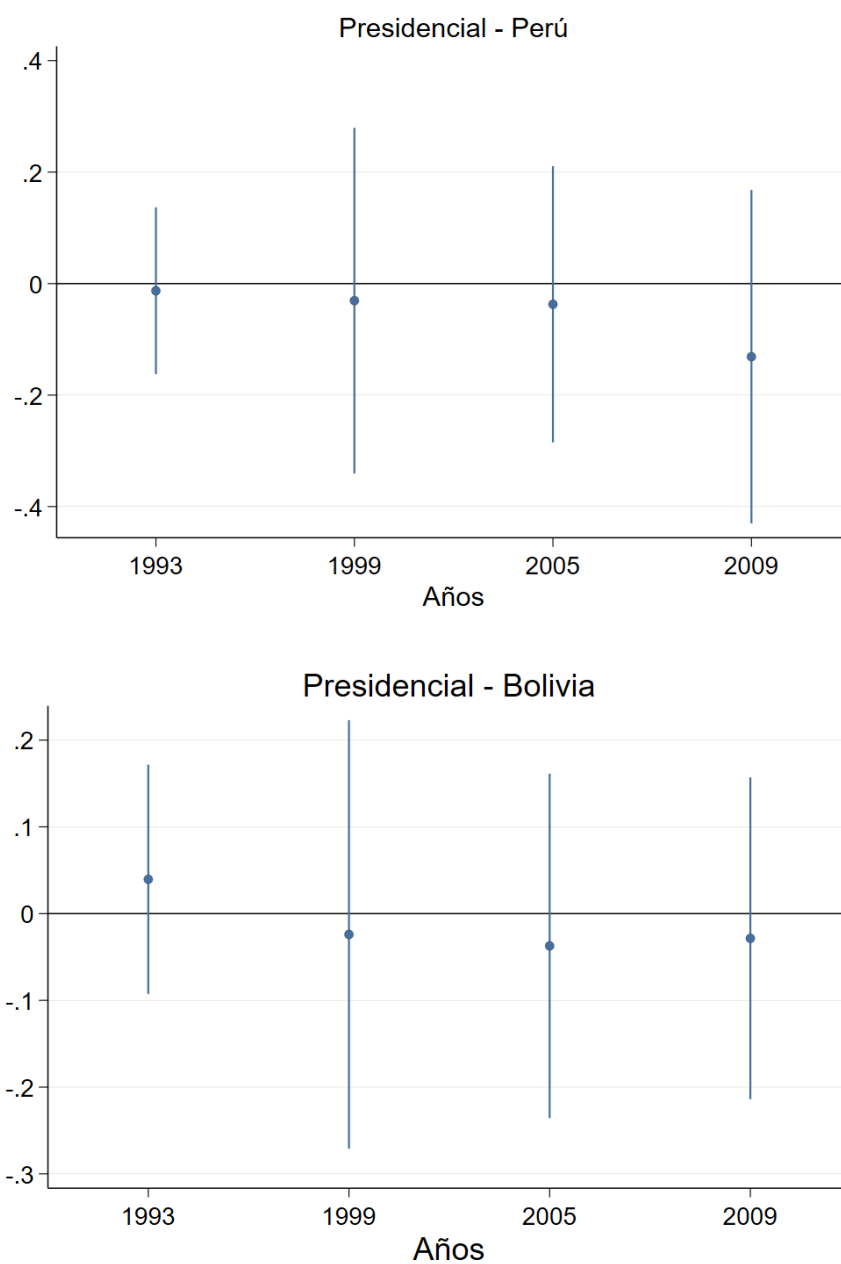 Presidencial - Perú
.4
.2
0
-.2
-.4
1993 1999 2005 2009
Años
Presidencial - Bolivia
.2
.1
0
-.1
-.2
-.3
1993 1999 2005 2009
Años